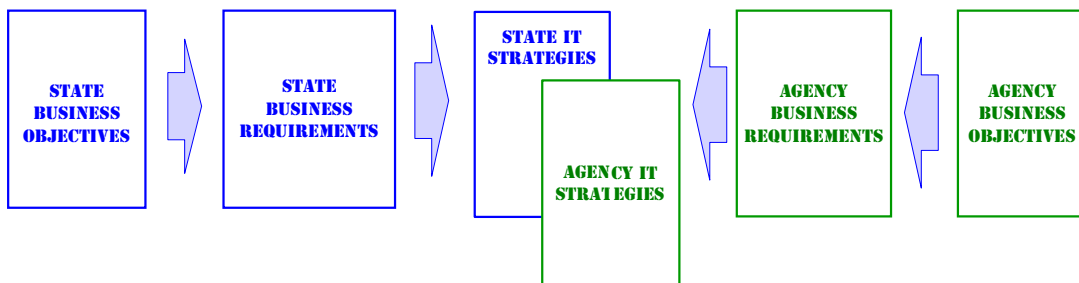 STATE
BUSINESS
OBJECTIVES
STATE
BUSINESS
REQUIREMENTS
STATE IT
STRATEGIES
AGENCY IT
STRATEGIES
AGENCY
BUSINESS
REQUIREMENTS
AGENCY
BUSINESS
OBJECTIVES